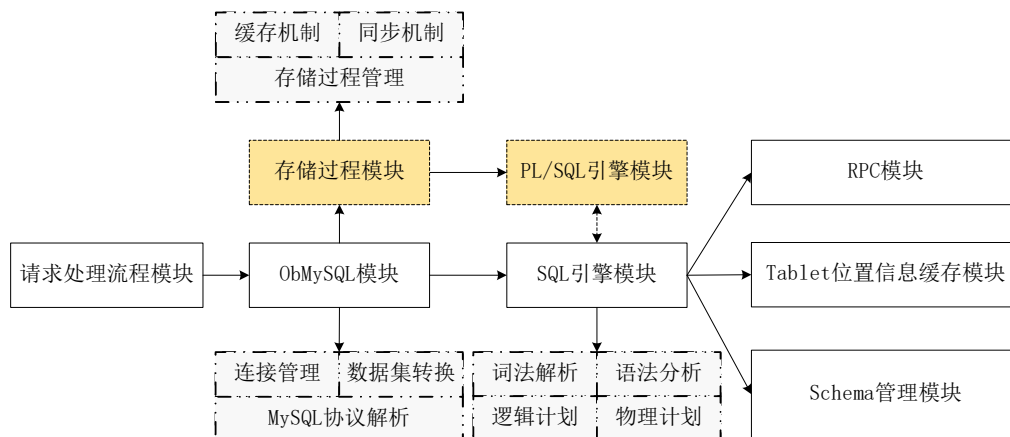 缓存机制 同步机制
存储过程管理
存储过程模块 PL/SQL引擎模块 RPC模块
请求处理流程模块 ObMySQL模块 SQL引擎模块 Tablet位置信息缓存模块
连接管理 数据集转换 词法解析 语法分析
MySQL协议解析 逻辑计划 物理计划 Schema管理模块